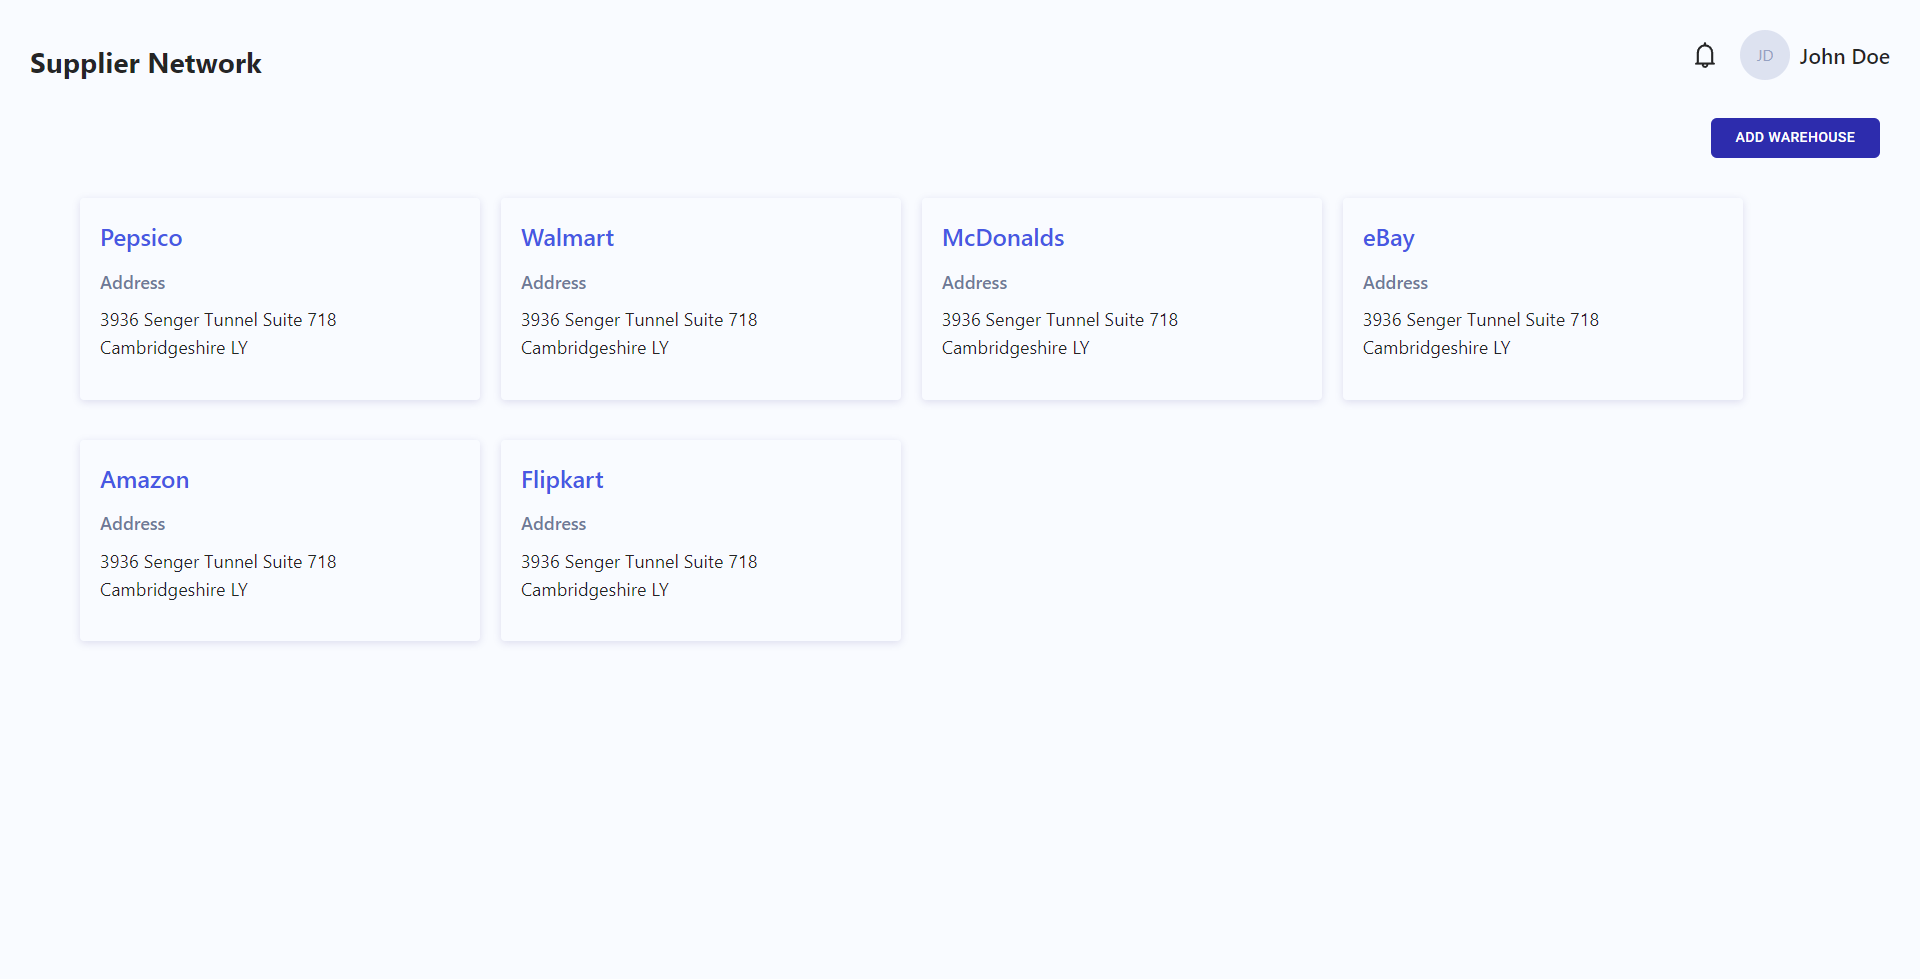 Supplier Network
JD
John Doe
ADD WAREHOUSE
Pepsico
Address
3936 Senger Tunnel Suite 718
Cambridgeshire LY
Walmart
Address
3936 Senger Tunnel Suite 718
Cambridgeshire LY
McDonalds
Address
3936 Senger Tunnel Suite 718
Cambridgeshire LY
eBay
Address
3936 Senger Tunnel Suite 718
Cambridgeshire LY
Amazon
Address
3936 Senger Tunnel Suite 718
Cambridgeshire LY
Flipkart
Address
3936 Senger Tunnel Suite 718
Cambridgeshire LY